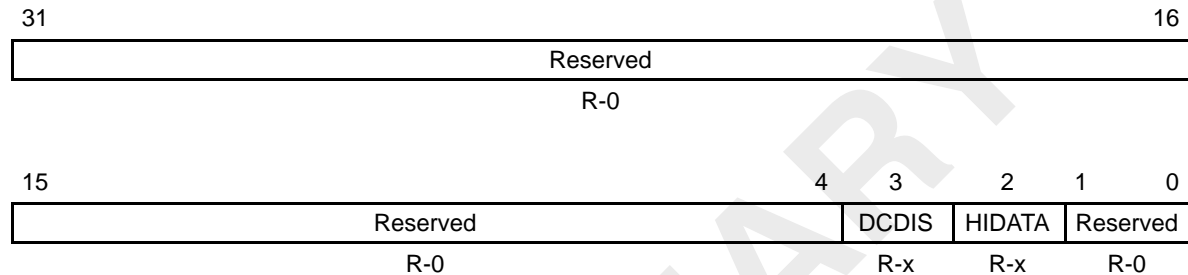 31 16
Reserved
R-0
15 4 3 2 1 0
Reserved DCDIS HIDATA Reserved
R-0 R-x R-x R-0